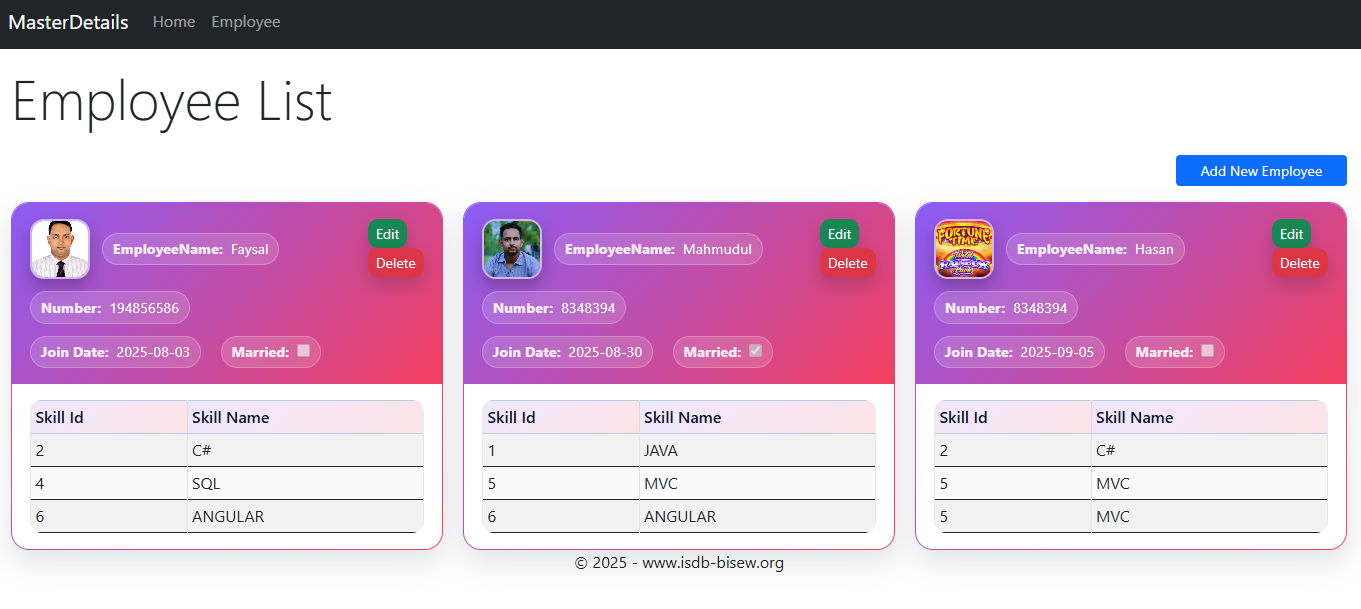 MasterDetails Home Employee
Employee List
Add New Employee
EmployeeName: Faysal Edit
Delete
Number: 194856586
Join Date: 2025-08-03 Married:
Skill Id Skill Name
2 C#
4 SQL
6 ANGULAR
EmployeeName: Mahmudul Edit
Delete
Number: 8348394
Join Date: 2025-08-30 Married:
Skill Id Skill Name
1 JAVA
5 MVC
6 ANGULAR
FORTUNE
TIME
EmployeeName: Hasan Edit
Delete
Number: 8348394
Join Date: 2025-09-05 Married:
Skill Id Skill Name
2 C#
5 MVC
5 MVC
© 2025 - www.isdb-bisew.org